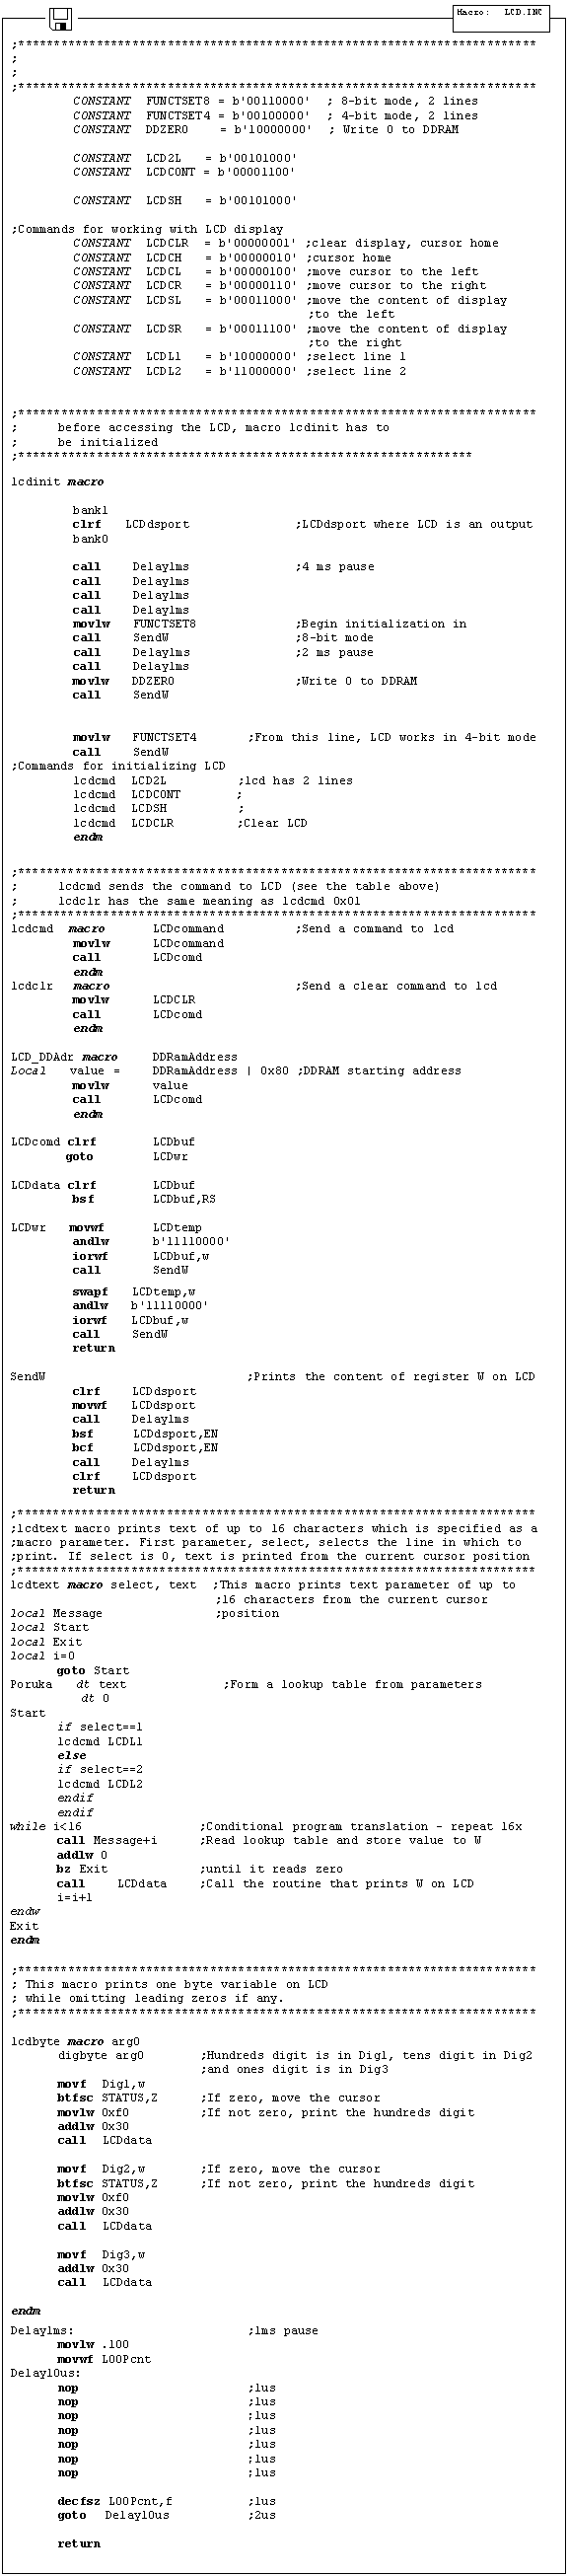 Macro: LCD.INC
;*************************************************************************
;
;
;*************************************************************************
CONSTANT FUNCTSET8 = b'00110000' ; 8-bit mode, 2 lines
CONSTANT FUNCTSET4 = b'00100000' ; 4-bit mode, 2 lines
CONSTANT DDZERO = b'10000000' ; Write 0 to DDRAM
CONSTANT LCD2L = b'00101000'
CONSTANT LCDCONT = b'00001100'
CONSTANT LCDSH = b'00101000'
;Commands for working with LCD display
CONSTANT LCDCLR = b'00000001' ;clear display, cursor home
CONSTANT LCDCH = b'00000010' ;cursor home
CONSTANT LCDCL = b'00000100' ;move cursor to the left
CONSTANT LCDCR = b'00000110' ;move cursor to the right
CONSTANT LCDSL = b'00011000' ;move the content of display
;to the left
CONSTANT LCDSR = b'00011100' ;move the content of display
;to the right
CONSTANT LCDL1 = b'10000000' ;select line 1
CONSTANT LCDL2 = b'11000000' ;select line 2
;*************************************************************************
; before accessing the LCD, macro lcdinit has to
; be initialized
;****************************************************************
lcdinit macro
bank1
clrf LCDdsport ;LCDdsport where LCD is an output
bank0
call Delay1ms ;4 ms pause
call Delay1ms
call Delay1ms
call Delay1ms
movlw FUNCTSET8 ;Begin initialization in
call SendW ;8-bit mode
call Delay1ms ;2 ms pause
call Delay1ms
movlw DDZERO ;Write 0 to DDRAM
call SendW
movlw FUNCTSET4 ;From this line, LCD works in 4-bit mode
call SendW
;Commands for initializing LCD
lcdcmd LCD2L ;lcd has 2 lines
lcdcmd LCDCONT ;
lcdcmd LCDSH ;
lcdcmd LCDCLR ;Clear LCD
endm
;*************************************************************************
; lcdcmd sends the command to LCD (see the table above)
; lcdclr has the same meaning as lcdcmd 0x01
;*************************************************************************
lcdcmd macro LCDcommand ;Send a command to lcd
movlw LCDcommand
call LCDcomd
endm
lcdclr macro ;Send a clear command to lcd
movlw LCDCLR
call LCDcomd
endm
LCD_DDAdr macro DDRamAddress
Local value = DDRamAddress | 0x80 ;DDRAM starting address
movlw value
call LCDcomd
endm
LCDcomd clrf LCDbuf
goto LCDwr
LCDdata clrf LCDbuf
bsf LCDbuf,RS
LCDwr movwf LCDtemp
andlw b'11110000'
iorwf LCDbuf,w
call SendW
swapf LCDtemp,w
andlw b'11110000'
iorwf LCDbuf,w
call SendW
return
SendW ;Prints the content of register W on LCD
clrf LCDdsport
movwf LCDdsport
call Delay1ms
bsf LCDdsport,EN
bcf LCDdsport,EN
call Delay1ms
clrf LCDdsport
return
;*************************************************************************
;lcdtext macro prints text of up to 16 characters which is specified as a
;macro parameter. First parameter, select, selects the line in which to
;print. If select is 0, text is printed from the current cursor position
;*************************************************************************
lcdtext macro select, text ;This macro prints text parameter of up to
;16 characters from the current cursor
local Message ;position
local Start
local Exit
local i=0
goto Start
Poruka dt text ;Form a lookup table from parameters
dt 0
Start
if select==1
lcdcmd LCDL1
else
if select==2
lcdcmd LCDL2
endif
endif
while i<16 ;Conditional program translation - repeat 16x
call Message+i ;Read lookup table and store value to W
addlw 0
bz Exit ;until it reads zero
call LCDdata ;Call the routine that prints W on LCD
i=i+1
endw
Exit
endm
;*************************************************************************
; This macro prints one byte variable on LCD
; while omitting leading zeros if any.
;*************************************************************************
lcdbyte macro arg0
digbyte arg0 ;Hundreds digit is in Dig1, tens digit in Dig2
;and ones digit is in Dig3
movf Dig1,w
btfsc STATUS,Z ;If zero, move the cursor
movlw 0xf0 ;If not zero, print the hundreds digit
addlw 0x30
call LCDdata
movf Dig2,w ;If zero, move the cursor
btfsc STATUS,Z ;If not zero, print the hundreds digit
movlw 0xf0
addlw 0x30
call LCDdata
movf Dig3,w
addlw 0x30
call LCDdata
endm
Delay1ms: ;1ms pause
movlw .100
movwf LOOPcnt
Delay10us:
nop ;1us
nop ;1us
nop ;1us
nop ;1us
nop ;1us
nop ;1us
nop ;1us
decfsz LOOPcnt,f ;1us
goto Delay10us ;2us
return